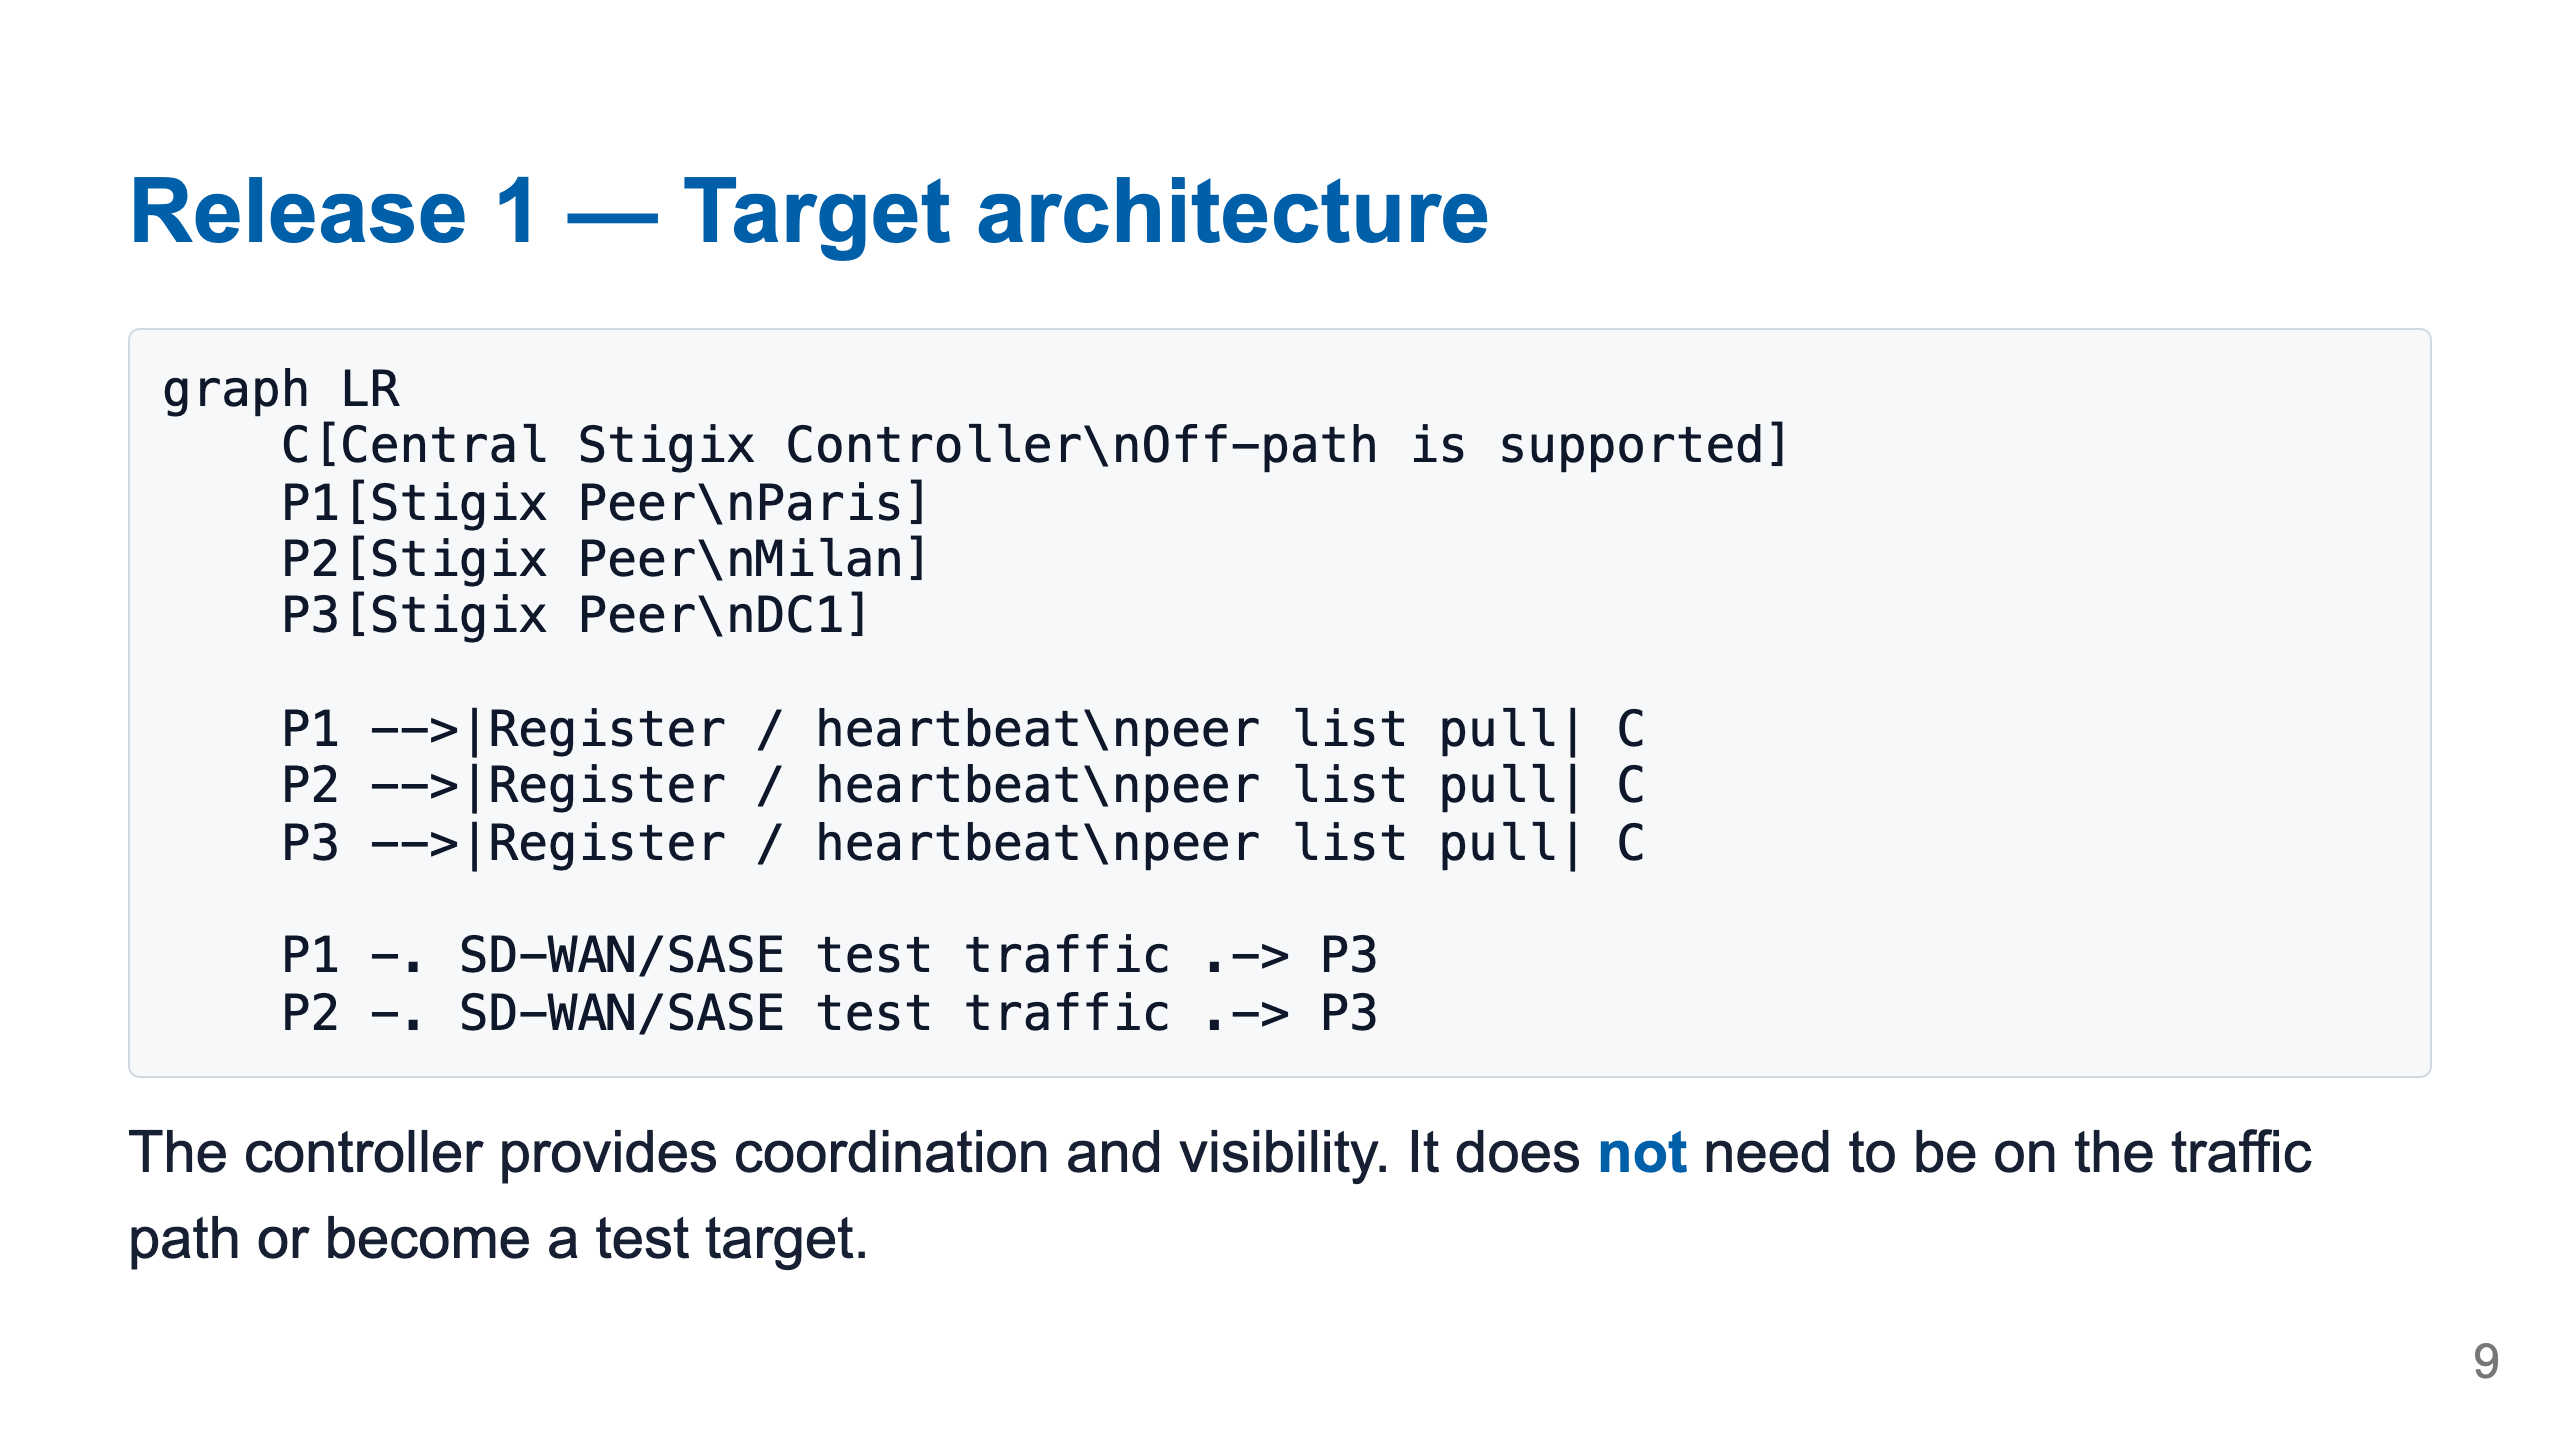 Release 1 — Target architecture
graph LR
    C[Central Stigix Controller\nOff-path is supported]
    P1[Stigix Peer\nParis]
    P2[Stigix Peer\nMilan]
    P3[Stigix Peer\nDC1]

    P1 -->|Register / heartbeat\npeer list pull| C
    P2 -->|Register / heartbeat\npeer list pull| C
    P3 -->|Register / heartbeat\npeer list pull| C

    P1 -. SD-WAN/SASE test traffic .-> P3
    P2 -. SD-WAN/SASE test traffic .-> P3
The controller provides coordination and visibility. It does not need to be on the traffic
path or become a test target.
9